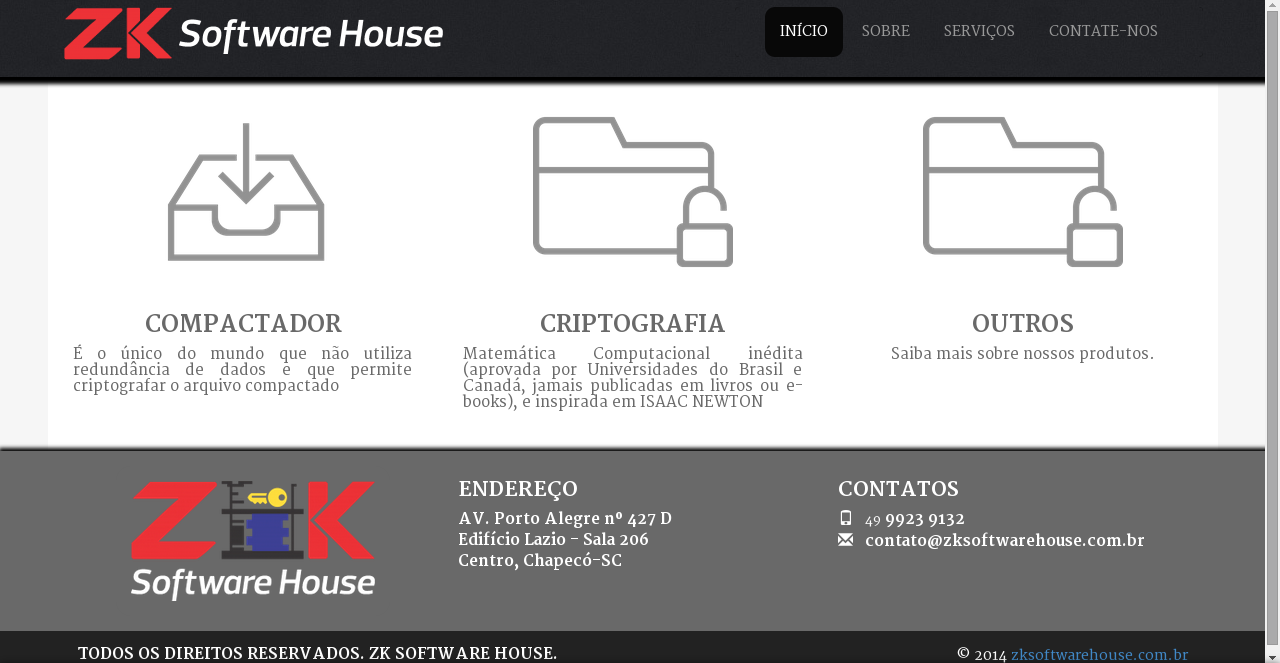 ZK Software House
INÍCIO SOBRE SERVIÇOS CONTATE-NOS
COMPACTADOR
É o único do mundo que não utiliza
redundância de dados e que permite
criptografar o arquivo compactado
CRIPTOGRAFIA
Matemática Computacional inédita
(aprovada por Universidades do Brasil e
Canadá, jamais publicadas em livros ou e-
books), e inspirada em ISAAC NEWTON
OUTROS
Saiba mais sobre nossos produtos.
ZK
Software House
ENDEREÇO
AV. Porto Alegre nº 427 D
Edifício Lazio - Sala 206
Centro, Chapecó-SC
CONTATOS
49 9923 9132
contato@zksoftwarehouse.com.br
TODOS OS DIREITOS RESERVADOS. ZK SOFTWARE HOUSE.
© 2014 zksoftwarehouse.com.br